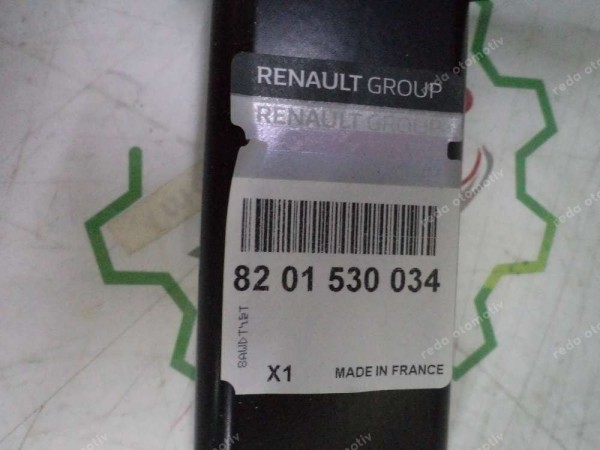 RENAULT GROUP
RENAULT GROUP
82 01 530 034
X1
MADE IN FRANCE
reda otomotiv